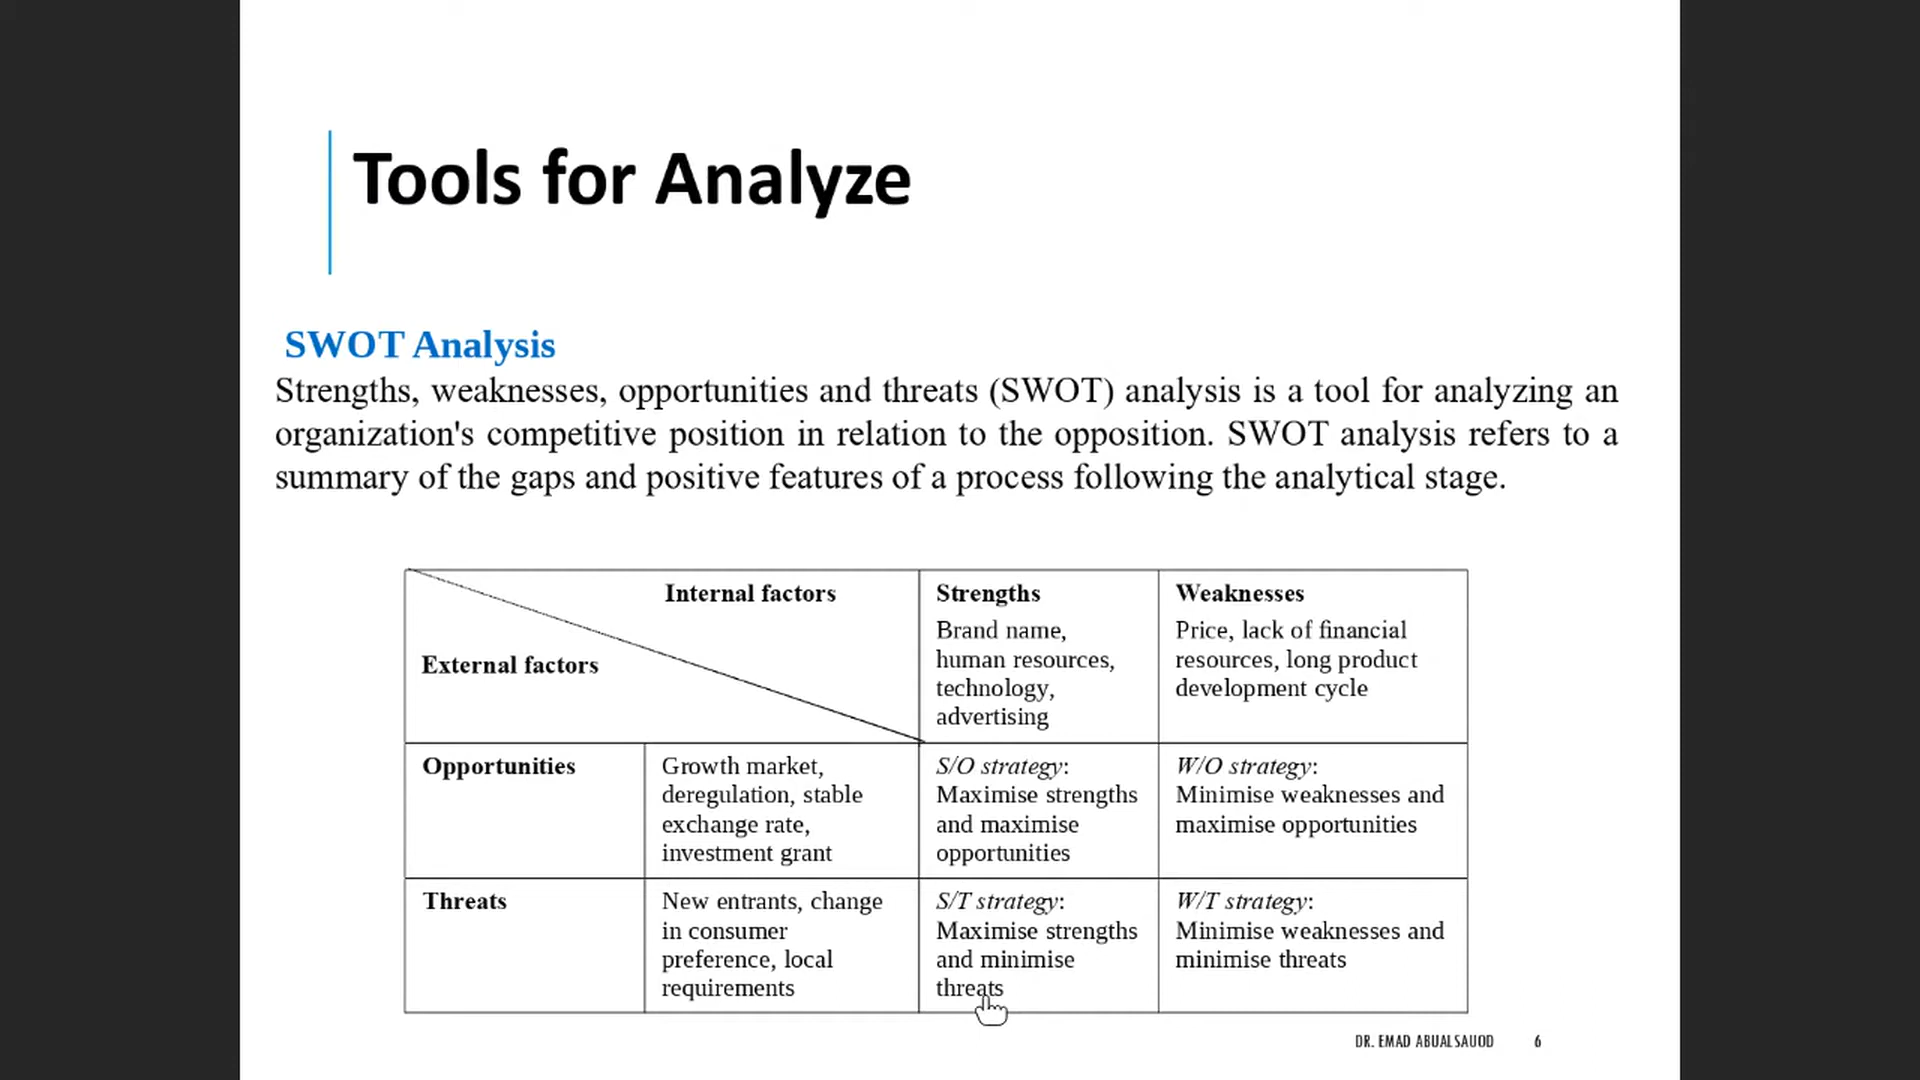 Tools for Analyze
SWOT Analysis
Strengths, weaknesses, opportunities and threats (SWOT) analysis is a tool for analyzing an
organization's competitive position in relation to the opposition. SWOT analysis refers to a
summary of the gaps and positive features of a process following the analytical stage.
Internal factors
External factors
Strengths
Brand name,
human resources,
technology,
advertising
Weaknesses
Price, lack of financial
resources, long product
development cycle
Opportunities
Growth market,
deregulation, stable
exchange rate,
investment grant
S/O strategy:
Maximise strengths
and maximise
opportunities
W/O strategy:
Minimise weaknesses and
maximise opportunities
Threats
New entrants, change
in consumer
preference, local
requirements
S/T strategy:
Maximise strengths
and minimise
threats
W/T strategy:
Minimise weaknesses and
minimise threats
DR. EMAD ABUALSAUOD 6